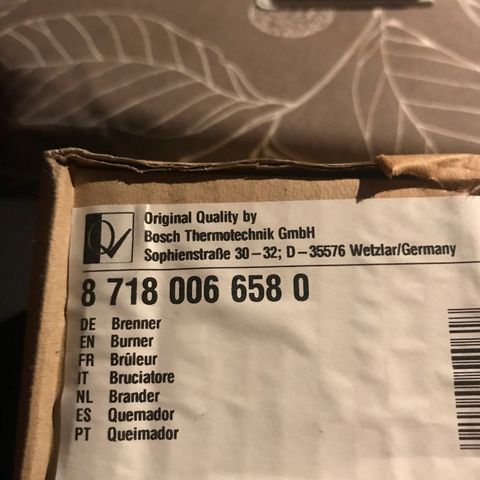 Original Quality by
Bosch Thermotechnik GmbH
Sophienstraße 30-32; D-35576 Wetzlar/Germany
8 718 006 658 0
DE Brenner
EN Burner
FR Brûleur
IT Bruciatore
NL Brander
ES Quemador
PT Queimador